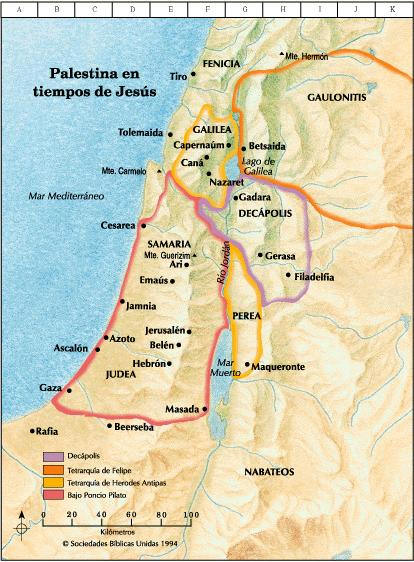 A B C D E F G H I J K
FENICIA
Mte. Hermón
Tiro
Palestina en
tiempos de Jesús
GAULONITIS
Tolemaida
GALILEA
Capernaúm
Betsaida
Caná
Lago de
Galilea
Mte. Carmelo
Nazaret
Mar Mediterráneo
Gadara
DECÁPOLIS
Cesarea
SAMARIA
Mte. Guerizim
Ari
Río Jordán
Gerasa
Emaús
Filadelfía
Jamnia
PEREA
Jerusalén
Azoto
Belén
Ascalón
Hebrón
Mar
Muerto
Maqueronte
JUDEA
Gaza
Masada
Rafia
Beerseba
Decápolis
Tetrarquía de Felipe
Tetrarquía de Herodes Antipas
Bajo Poncio Pilato
NABATEOS
0 20 40 60 80 100
Kilómetros
© Sociedades Bíblicas Unidas 1994